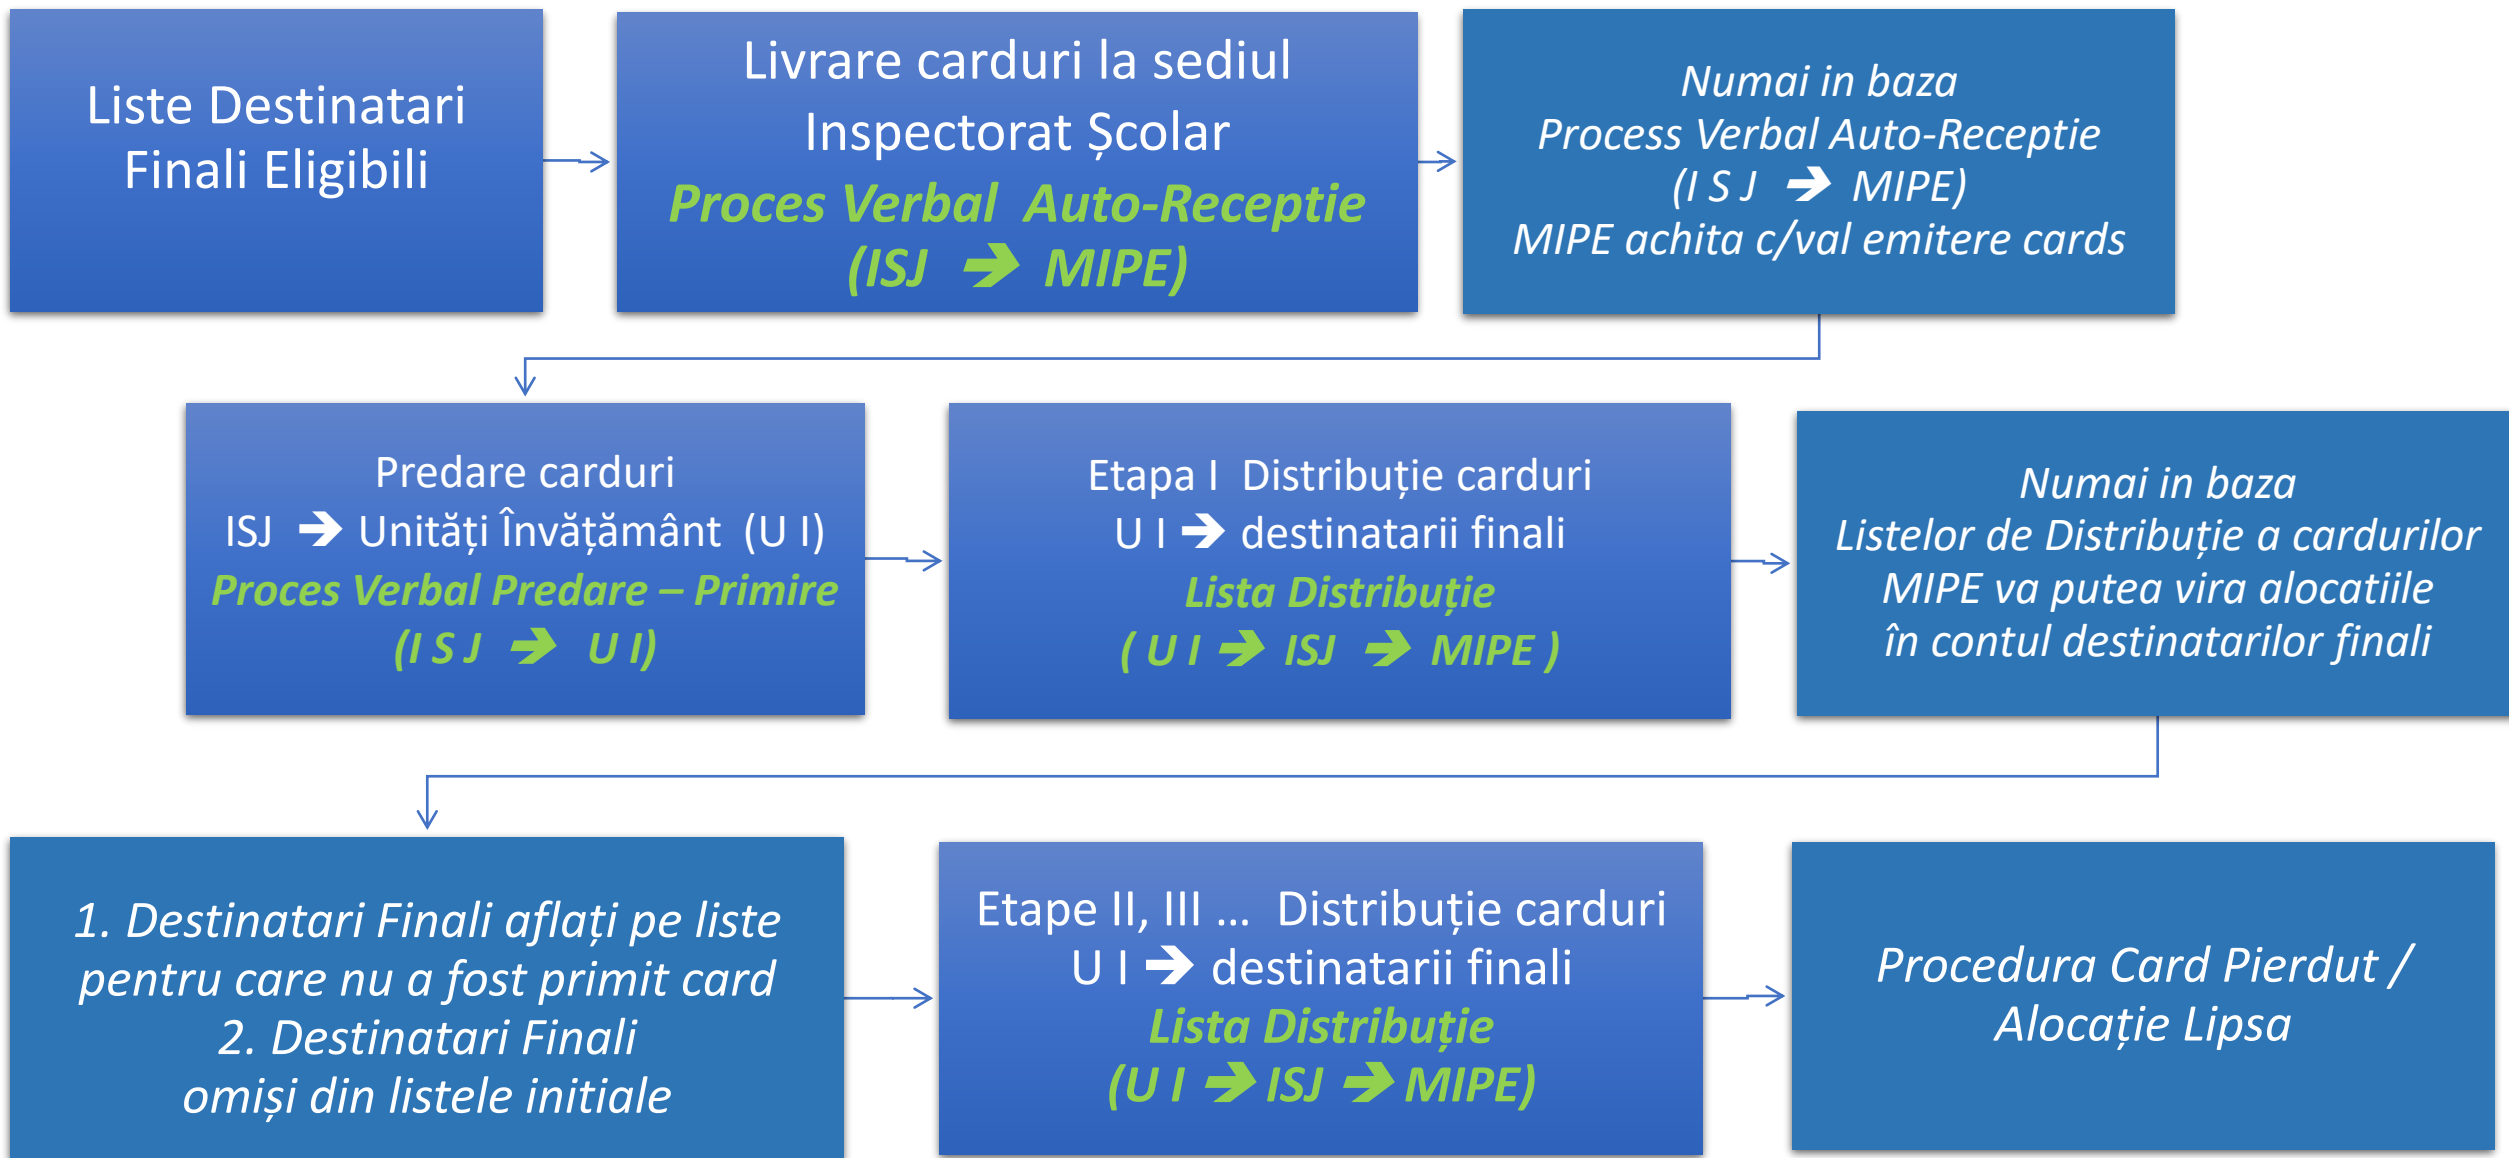 Liste Destinatari
Finali Eligibili
Livrare carduri la sediul
Inspectorat Școlar
Proces Verbal Auto-Receptie
(ISJ ➔ MIPE)
Numai in baza
Process Verbal Auto-Receptie
(I S J ➔ MIPE)
MIPE achita c/val emitere cards
Predare carduri
ISJ ➔ Unități Învățământ (U I)
Proces Verbal Predare – Primire
(I S J ➔ U I)
Etapa I Distribuție carduri
U I ➔ destinatarii finali
Lista Distribuție
( U I ➔ ISJ ➔ MIPE )
Numai in baza
Listelor de Distribuție a cardurilor
MIPE va putea vira alocatiile
în contul destinatarilor finali
1. Destinatari Finali aflați pe liste
pentru care nu a fost primit card
2. Destinatari Finali
omiși din listele initiale
Etape II, III ... Distribuție carduri
U I ➔ destinatarii finali
Lista Distribuție
(U I ➔ ISJ ➔ MIPE)
Procedura Card Pierdut /
Alocație Lipsa